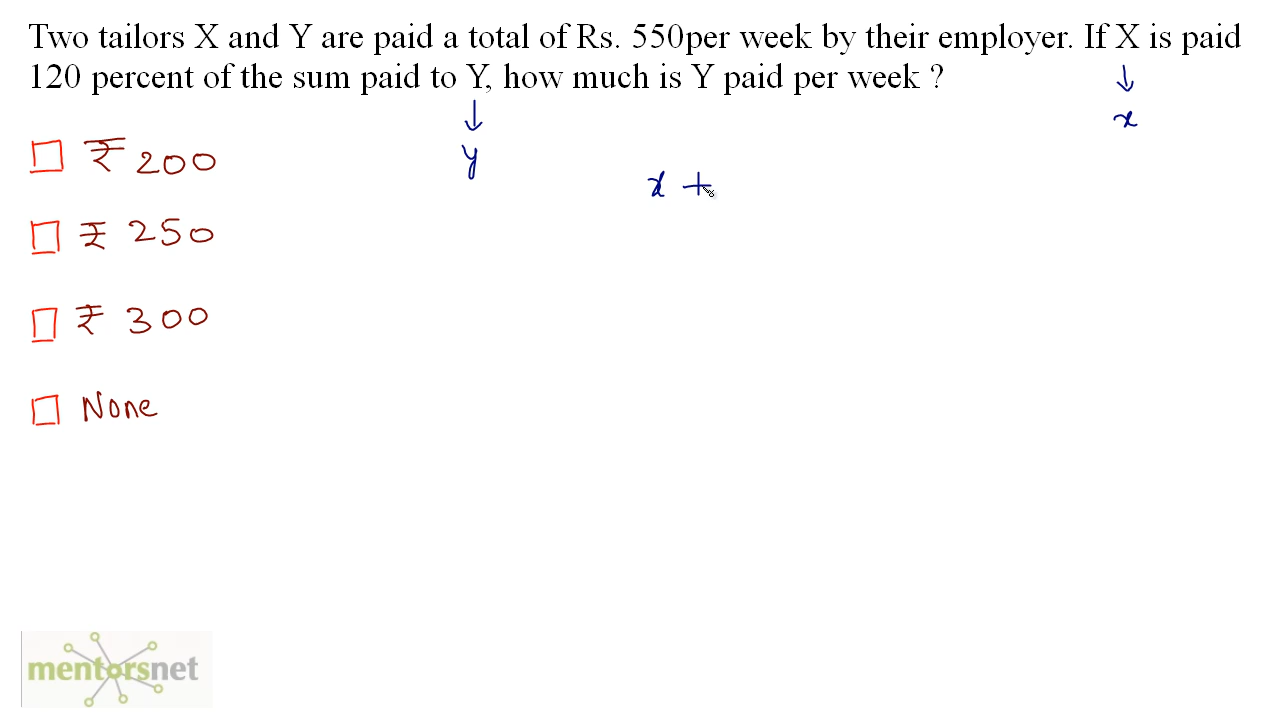 Two tailors X and Y are paid a total of Rs. 550per week by their employer. If X is paid
120 percent of the sum paid to Y, how much is Y paid per week ?
↓
↓
x
₹ 200
y
x +
₹ 250
₹ 300
None
mentorsnet